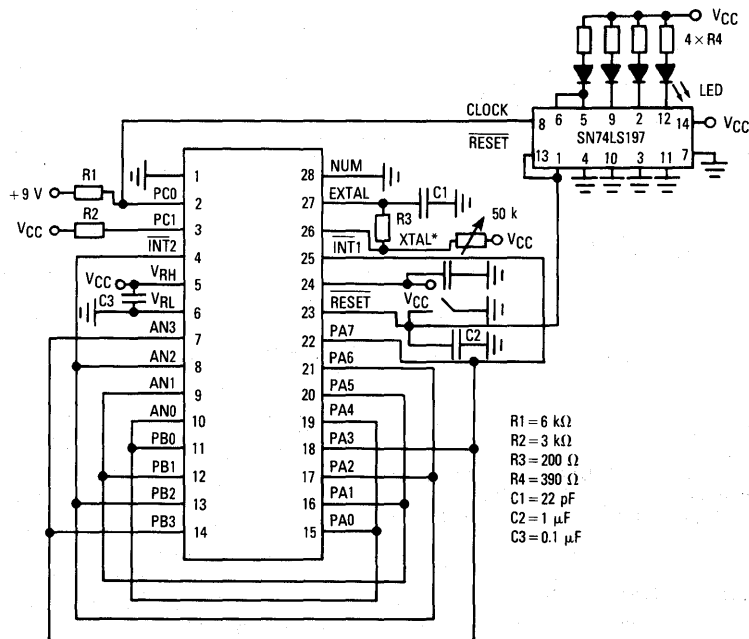 VCC
4×R4
LED
CLOCK
8 6 5 9 2 12 14 VCC
SN74LS197
RESET
13 1 4 10 3 11 7
+9 V R1
PC0
1
2
R2
VCC
PC1
3
INT2
4
VCC
VRH
5
C3
VRL
6
AN3
7
AN2
8
AN1
9
AN0
10
PB0
11
PB1
12
PB2
13
PB3
14
28 NUM
27 EXTAL
C1
R3
50 k
26
XTAL*
VCC
25 INT1
24
VCC
23 RESET
C2
22 PA7
21 PA6
20 PA5
19 PA4
18 PA3
17 PA2
16 PA1
15 PA0
R1 = 6 kΩ
R2 = 3 kΩ
R3 = 200 Ω
R4 = 390 Ω
C1 = 22 pF
C2 = 1 μF
C3 = 0.1 μF